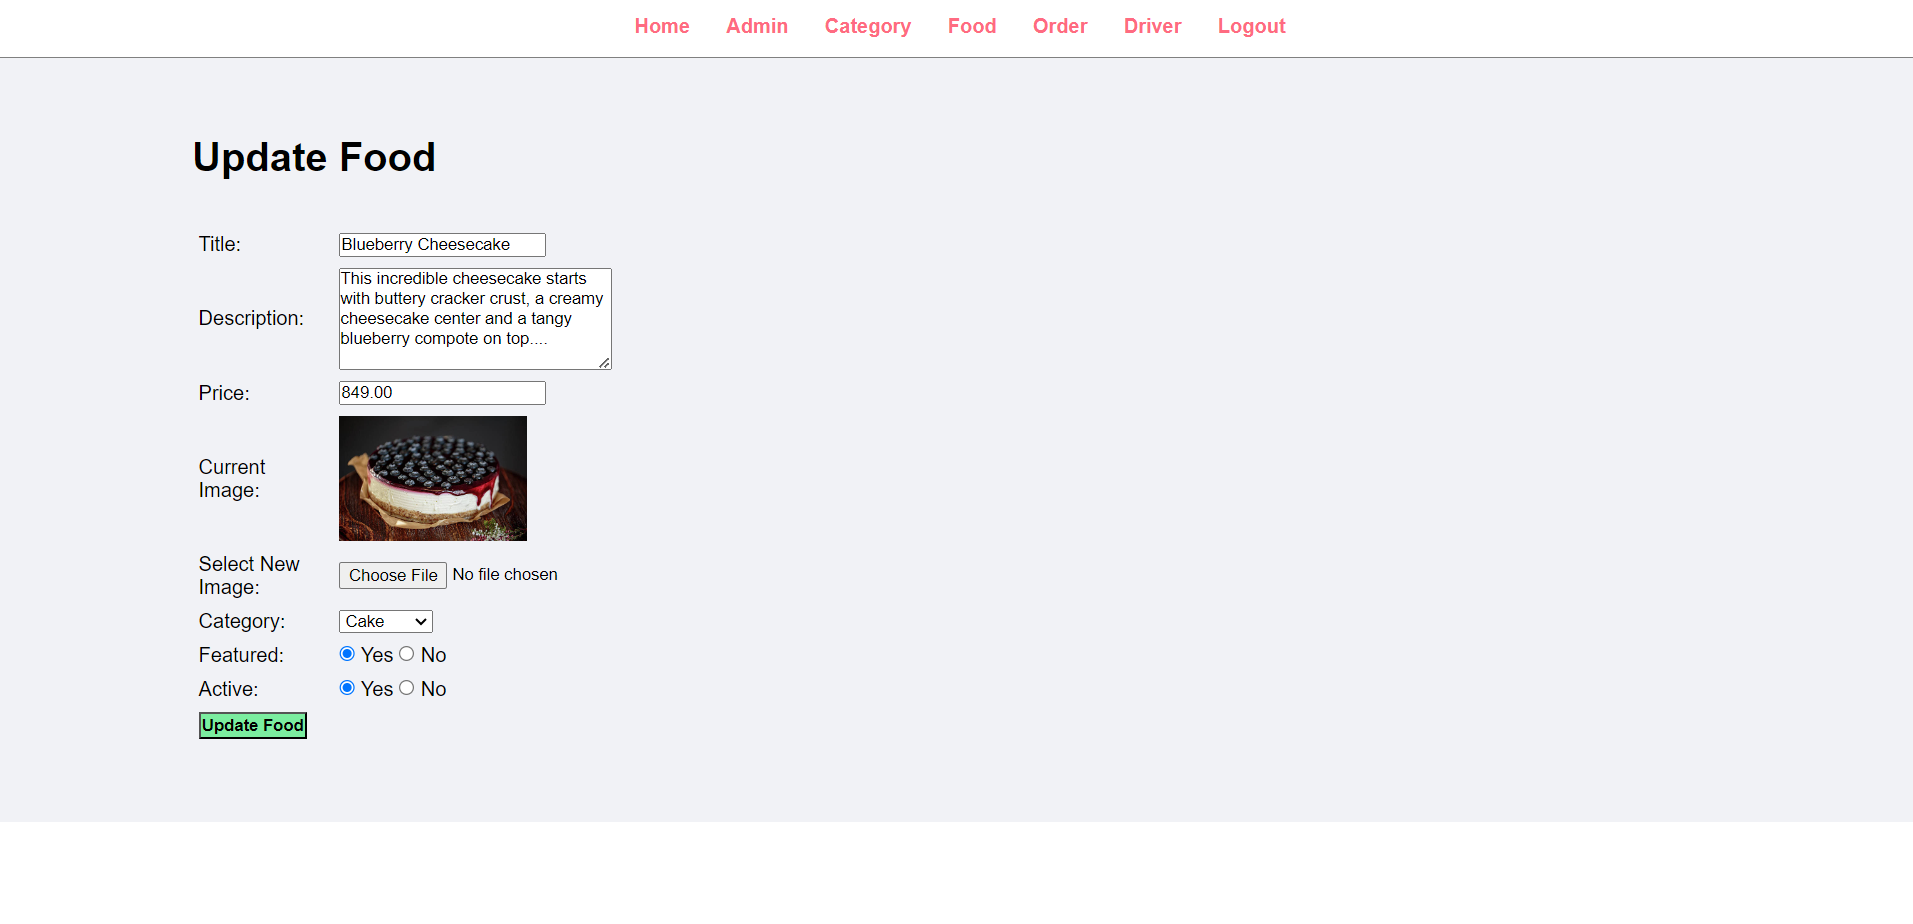 Home Admin Category Food Order Driver Logout
Update Food
Title: Blueberry Cheesecake
Description: This incredible cheesecake starts
with buttery cracker crust, a creamy
cheesecake center and a tangy
blueberry compote on top....
Price: 849.00
Current
Image:
Select New
Image: Choose File No file chosen
Category: Cake
Featured: Yes No
Active: Yes No
Update Food